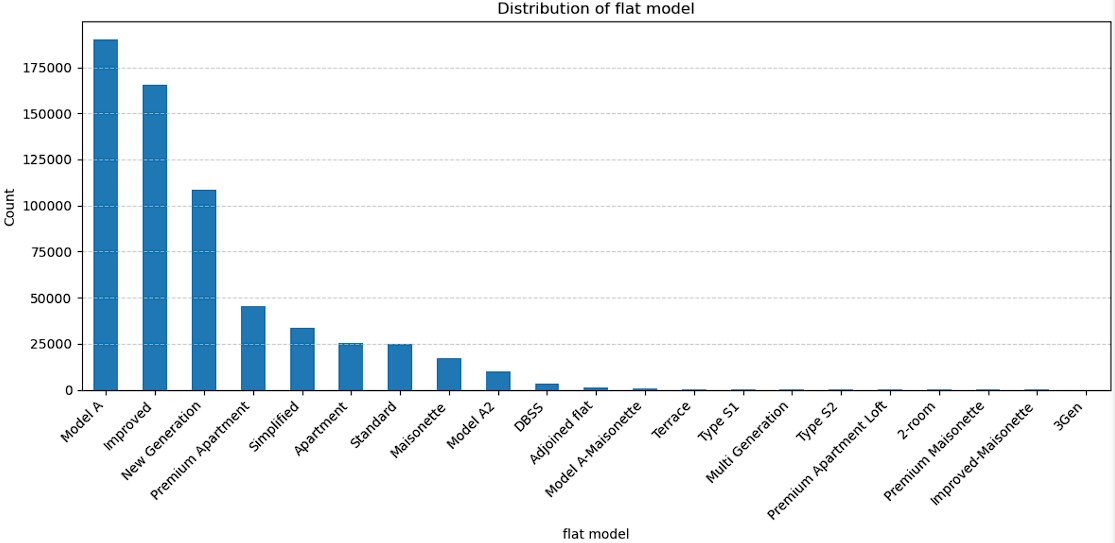 Distribution of flat model
175000
150000
125000
100000
75000
50000
25000
0
Count
Model A
Improved
New Generation
Premium Apartment
Simplified
Apartment
Standard
Maisonette
Model A2
DBSS
Adjoined flat
Model A-Maisonette
Terrace
Type S1
Multi Generation
Type S2
Premium Apartment Loft
2-room
Premium Maisonette
Improved-Maisonette
3Gen
flat model